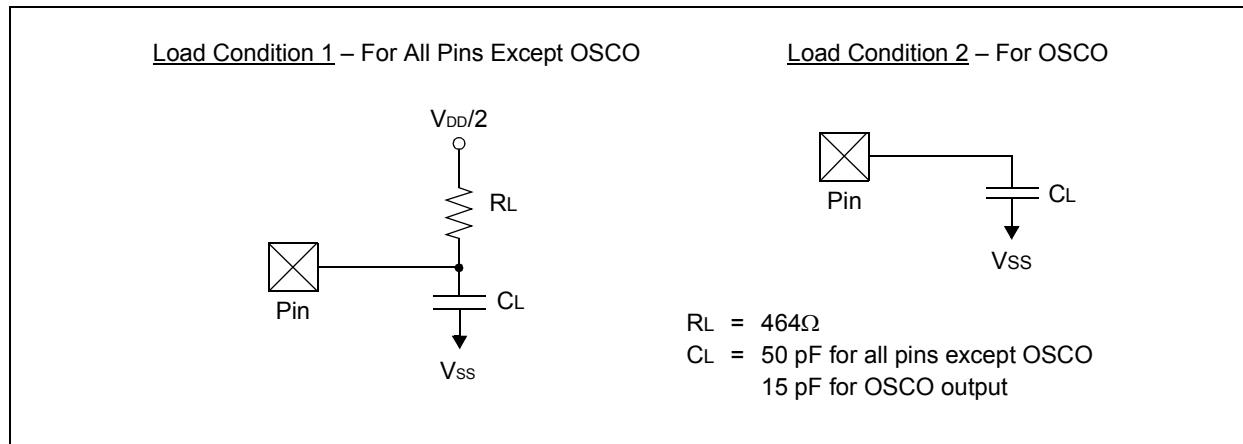 Load Condition 1 – For All Pins Except OSCO
VDD/2
RL
Pin
CL
VSS
Load Condition 2 – For OSCO
Pin
CL
VSS
RL = 464Ω
CL = 50 pF for all pins except OSCO
15 pF for OSCO output